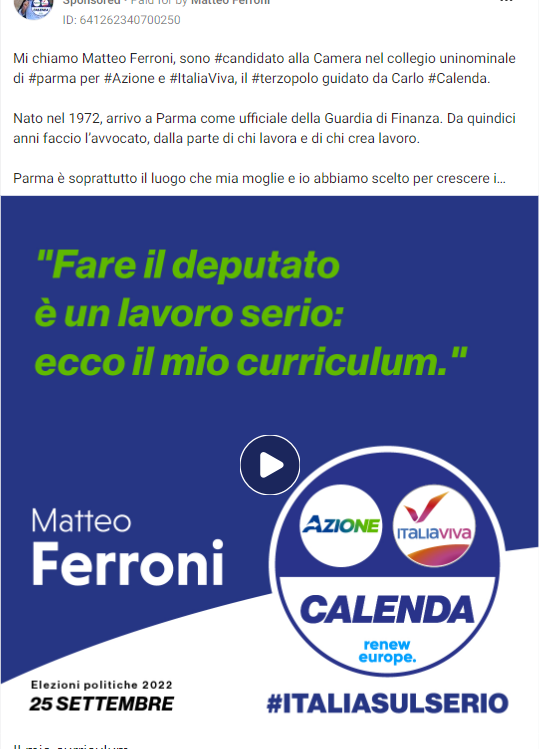 Sponsored • Paid for by Matteo Ferroni
ID: 641262340700250
Mi chiamo Matteo Ferroni, sono #candidato alla Camera nel collegio uninominale
di #parma per #Azione e #ItaliaViva, il #terzopolo guidato da Carlo #Calenda.
Nato nel 1972, arrivo a Parma come ufficiale della Guardia di Finanza. Da quindici
anni faccio l'avvocato, dalla parte di chi lavora e di chi crea lavoro.
Parma è soprattutto il luogo che mia moglie e io abbiamo scelto per crescere i...
"Fare il deputato
è un lavoro serio:
ecco il mio curriculum."
Matteo
Ferroni
AZIONE
ITALIAVIVA
CALENDA
renew
europe.
Elezioni politiche 2022
25 SETTEMBRE
#ITALIASULSERIO
Il mio curriculum